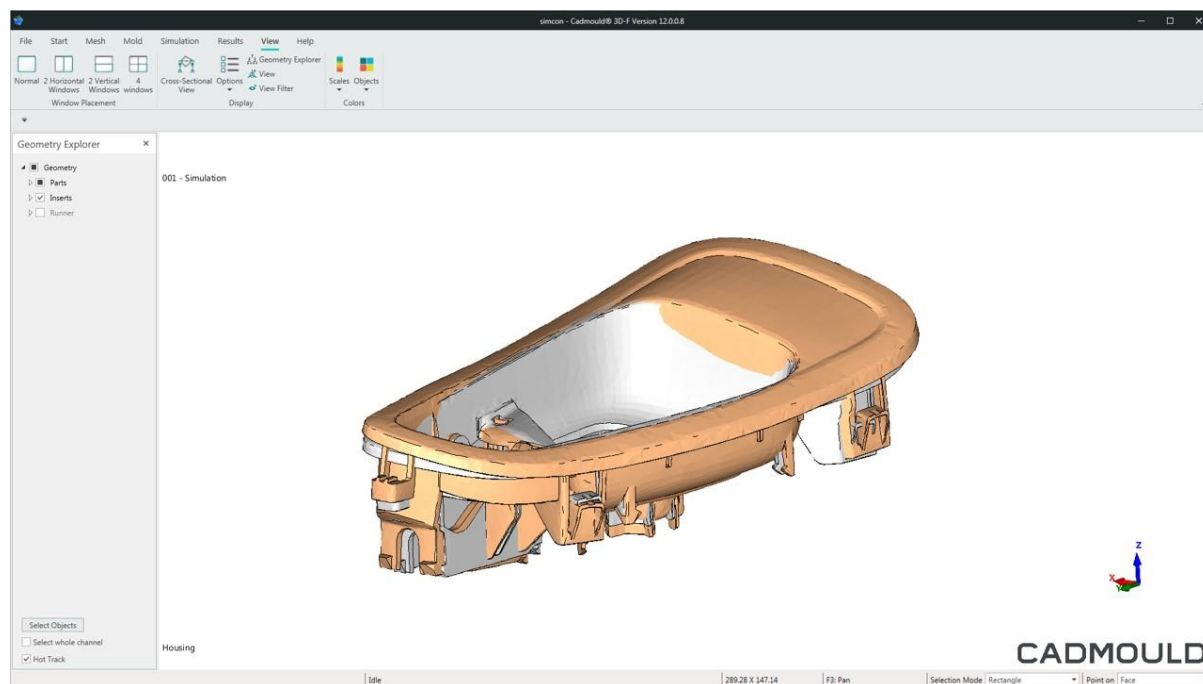 simcon - Cadmould® 3D-F Version 12.0.0.8
File Start Mesh Mold Simulation Results View Help
Normal
2 Horizontal Windows
2 Vertical Windows
4 windows
Window Placement
Cross-Sectional View
Options
Geometry Explorer
View
View Filter
Display
Scales
Objects
Colors
Geometry Explorer
Geometry
Parts
Inserts
Runner
001 - Simulation
Z
X
Y
Select Objects
Select whole channel
Hot Track
Housing
CADMOULD
Idle 289.28 X 147.14 F3: Pan Selection Mode Rectangle Point on Face